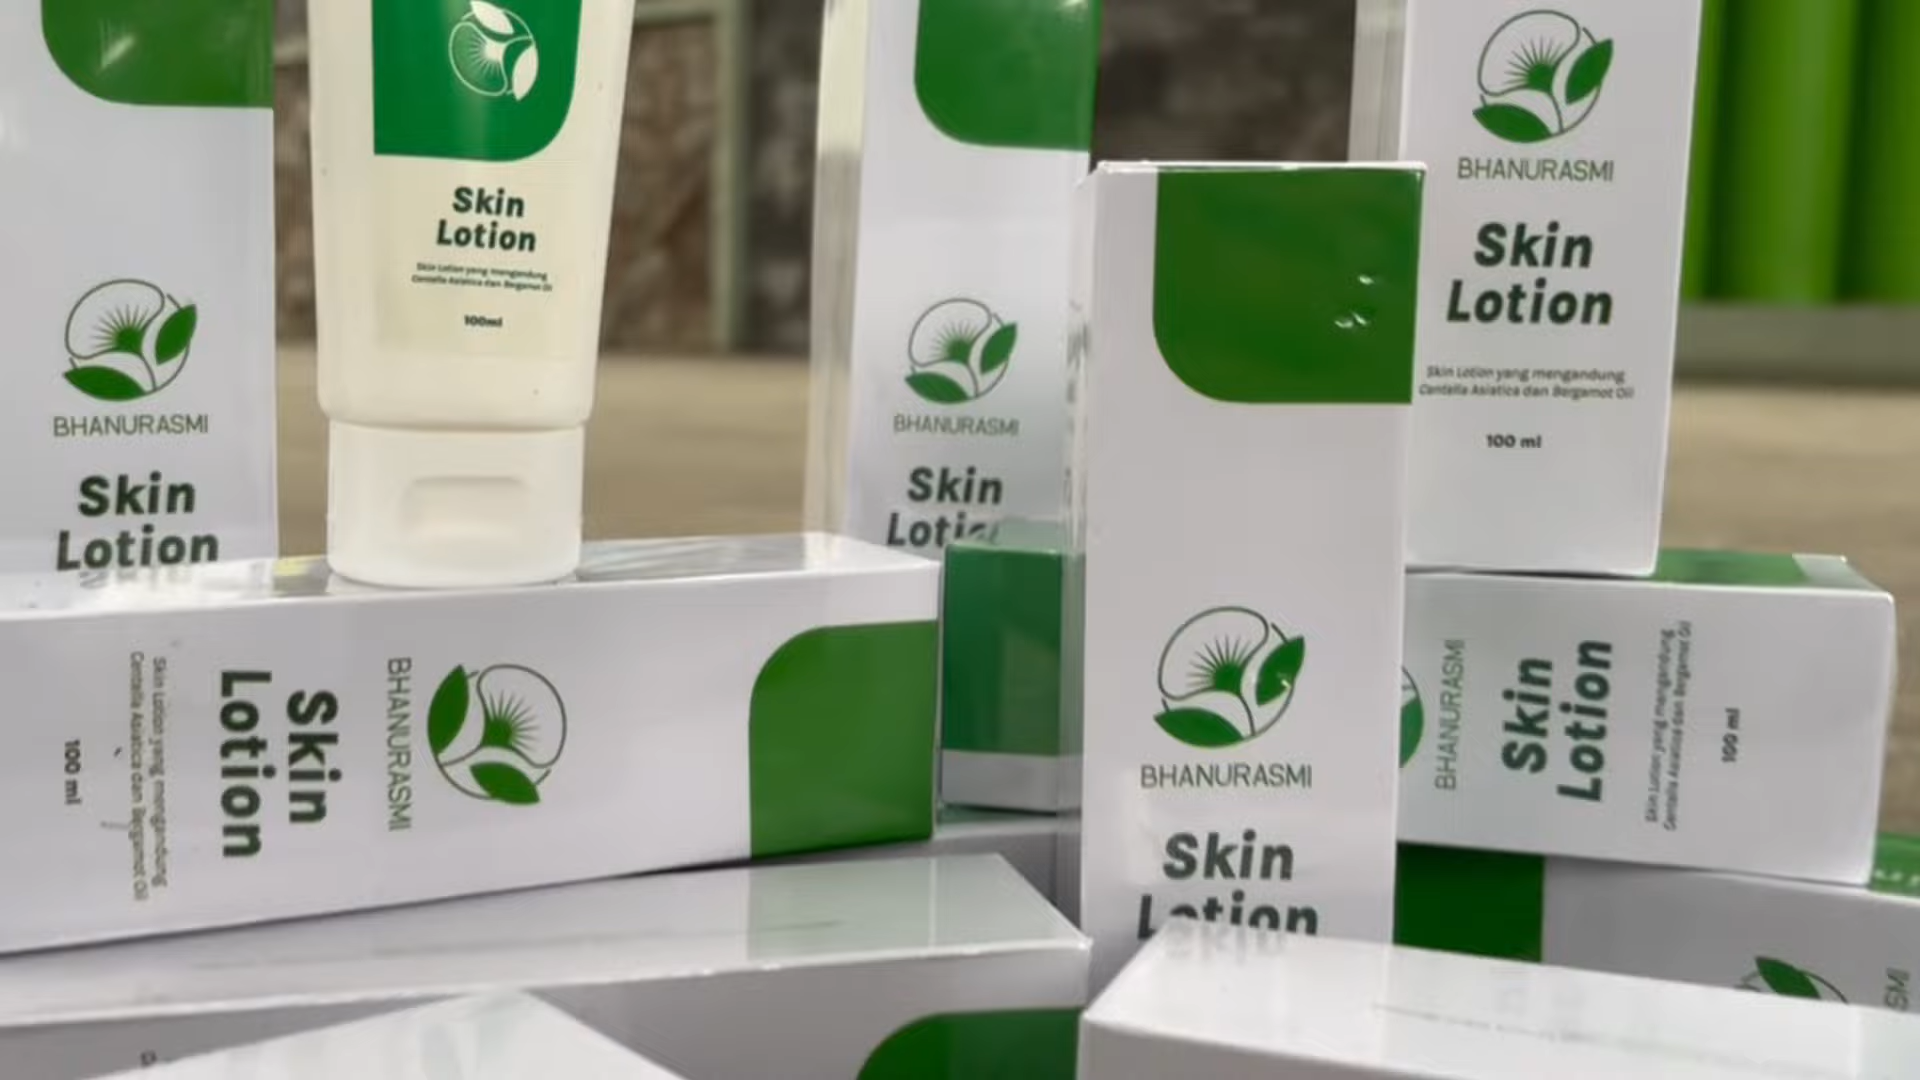 BHANURASMI
Skin
Lotion
Skin
Lotion
Skin Lotion yang mengandung
Centella Asiatica dan Bergamot Oil
100ml
BHANURASMI
Skin
BHANURASMI
Skin
Lotion
Skin Lotion yang mengandung
Centella Asiatica dan Bergamot Oil
100 ml
BHANURASMI
Skin
Lotion
Skin Lotion yang mengandung
Centella Asiatica dan Bergamot Oil
100 ml
BHANURASMI
Skin
Lotion
BHANURASMI
Skin
Lotion
Skin Lotion yang mengandung
Centella Asiatica dan Bergamot Oil
100 ml